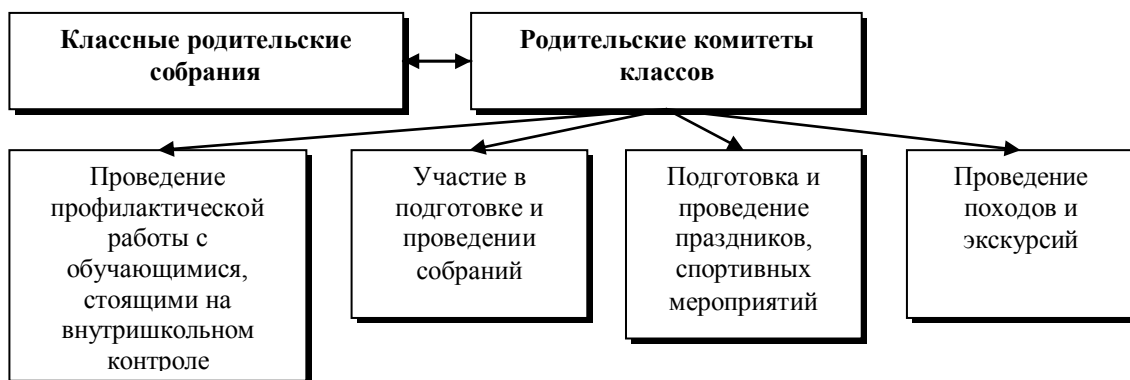 Классные родительские
собрания
Родительские комитеты
классов
Проведение
профилактической
работы с
обучающимися,
стоящими на
внутришкольном
контроле
Участие в
подготовке и
проведении
собраний
Подготовка и
проведение
праздников,
спортивных
мероприятий
Проведение
походов и
экскурсий